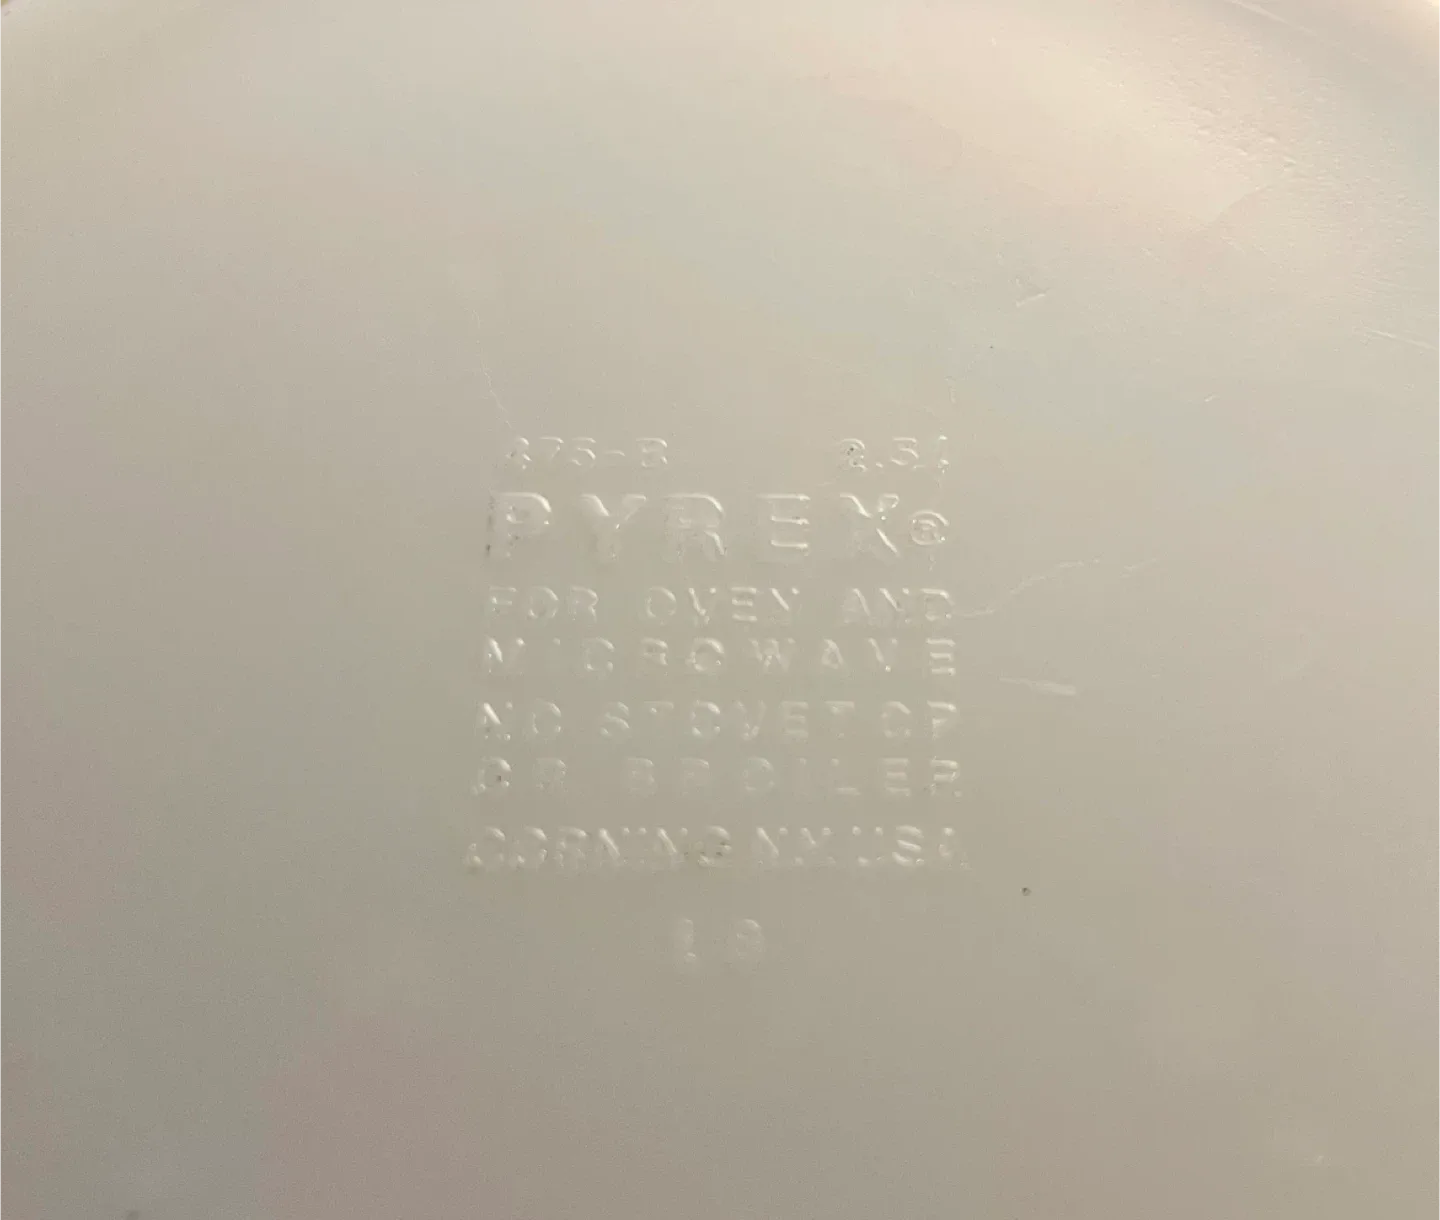 475-B 2.5L
PYREX®
FOR OVEN AND
MICROWAVE
NO STOVETOP
OR BROILER
CORNING NY USA